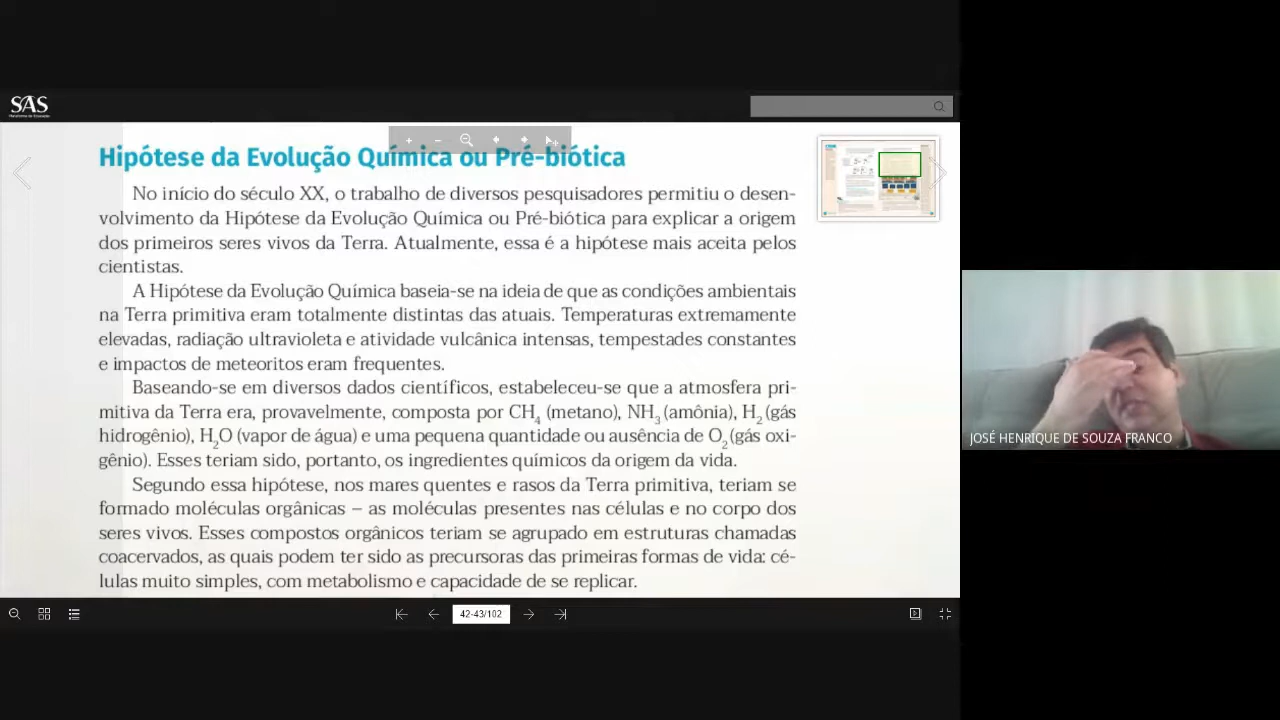 SAS
Hipótese da Evolução Química ou Pré-biótica
No início do século XX, o trabalho de diversos pesquisadores permitiu o desen-
volvimento da Hipótese da Evolução Química ou Pré-biótica para explicar a origem
dos primeiros seres vivos da Terra. Atualmente, essa é a hipótese mais aceita pelos
cientistas.
A Hipótese da Evolução Química baseia-se na ideia de que as condições ambientais
na Terra primitiva eram totalmente distintas das atuais. Temperaturas extremamente
elevadas, radiação ultravioleta e atividade vulcânica intensas, tempestades constantes
e impactos de meteoritos eram frequentes.
Baseando-se em diversos dados científicos, estabeleceu-se que a atmosfera pri-
mitiva da Terra era, provavelmente, composta por CH₄ (metano), NH₃ (amônia), H₂ (gás
hidrogênio), H₂O (vapor de água) e uma pequena quantidade ou ausência de O₂ (gás oxi-
gênio). Esses teriam sido, portanto, os ingredientes químicos da origem da vida.
Segundo essa hipótese, nos mares quentes e rasos da Terra primitiva, teriam se
formado moléculas orgânicas – as moléculas presentes nas células e no corpo dos
seres vivos. Esses compostos orgânicos teriam se agrupado em estruturas chamadas
coacervados, as quais podem ter sido as precursoras das primeiras formas de vida: cé-
lulas muito simples, com metabolismo e capacidade de se replicar.
42-43/102
JOSÉ HENRIQUE DE SOUZA FRANCO